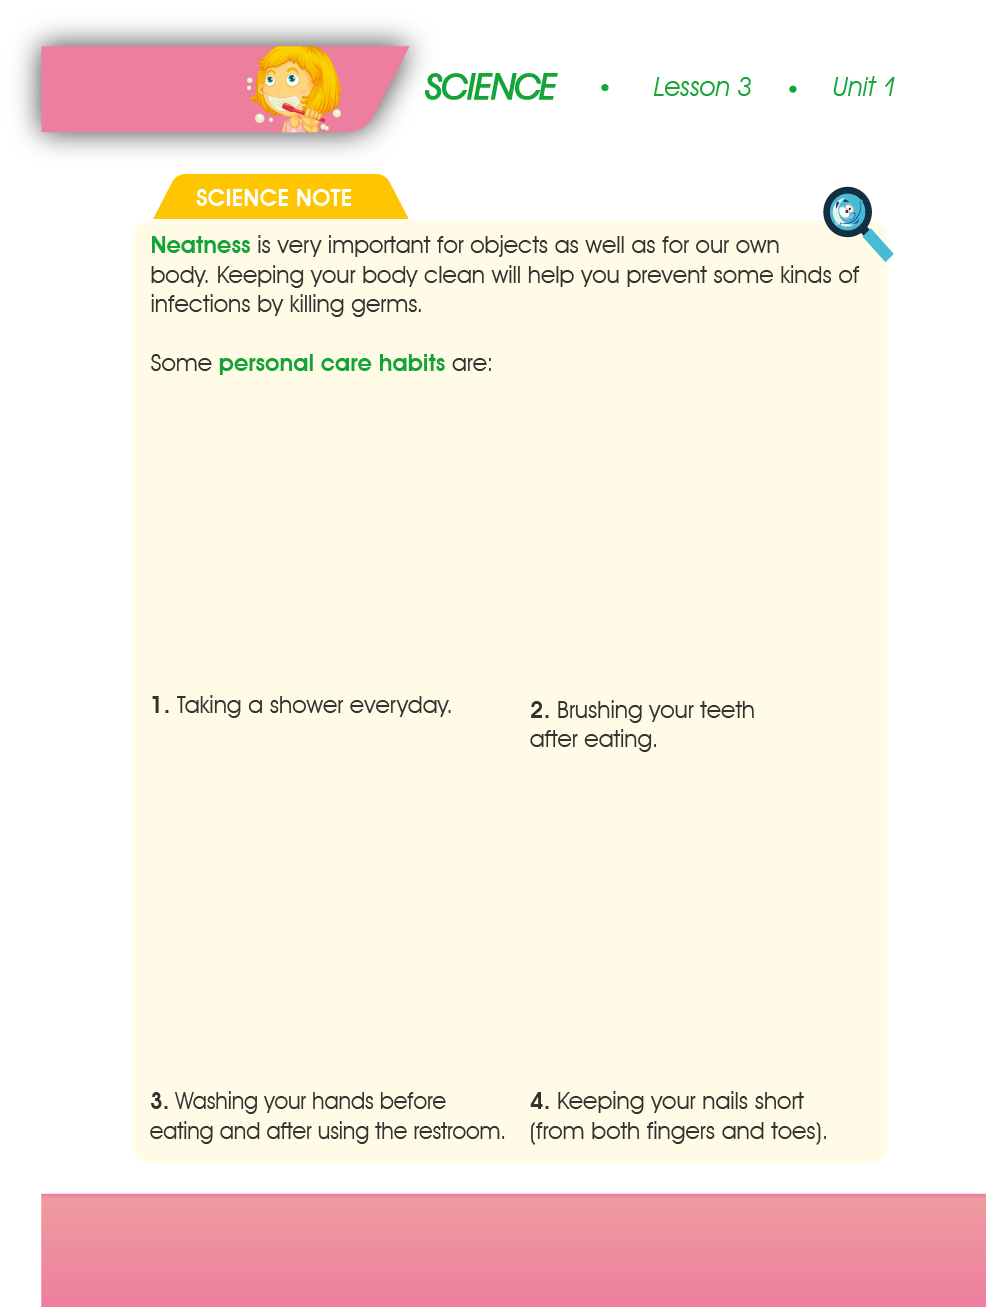 SCIENCE • Lesson 3 • Unit 1
SCIENCE NOTE
Neatness is very important for objects as well as for our own
body. Keeping your body clean will help you prevent some kinds of
infections by killing germs.
Some personal care habits are:
1. Taking a shower everyday.
2. Brushing your teeth
after eating.
3. Washing your hands before
eating and after using the restroom.
4. Keeping your nails short
(from both fingers and toes).